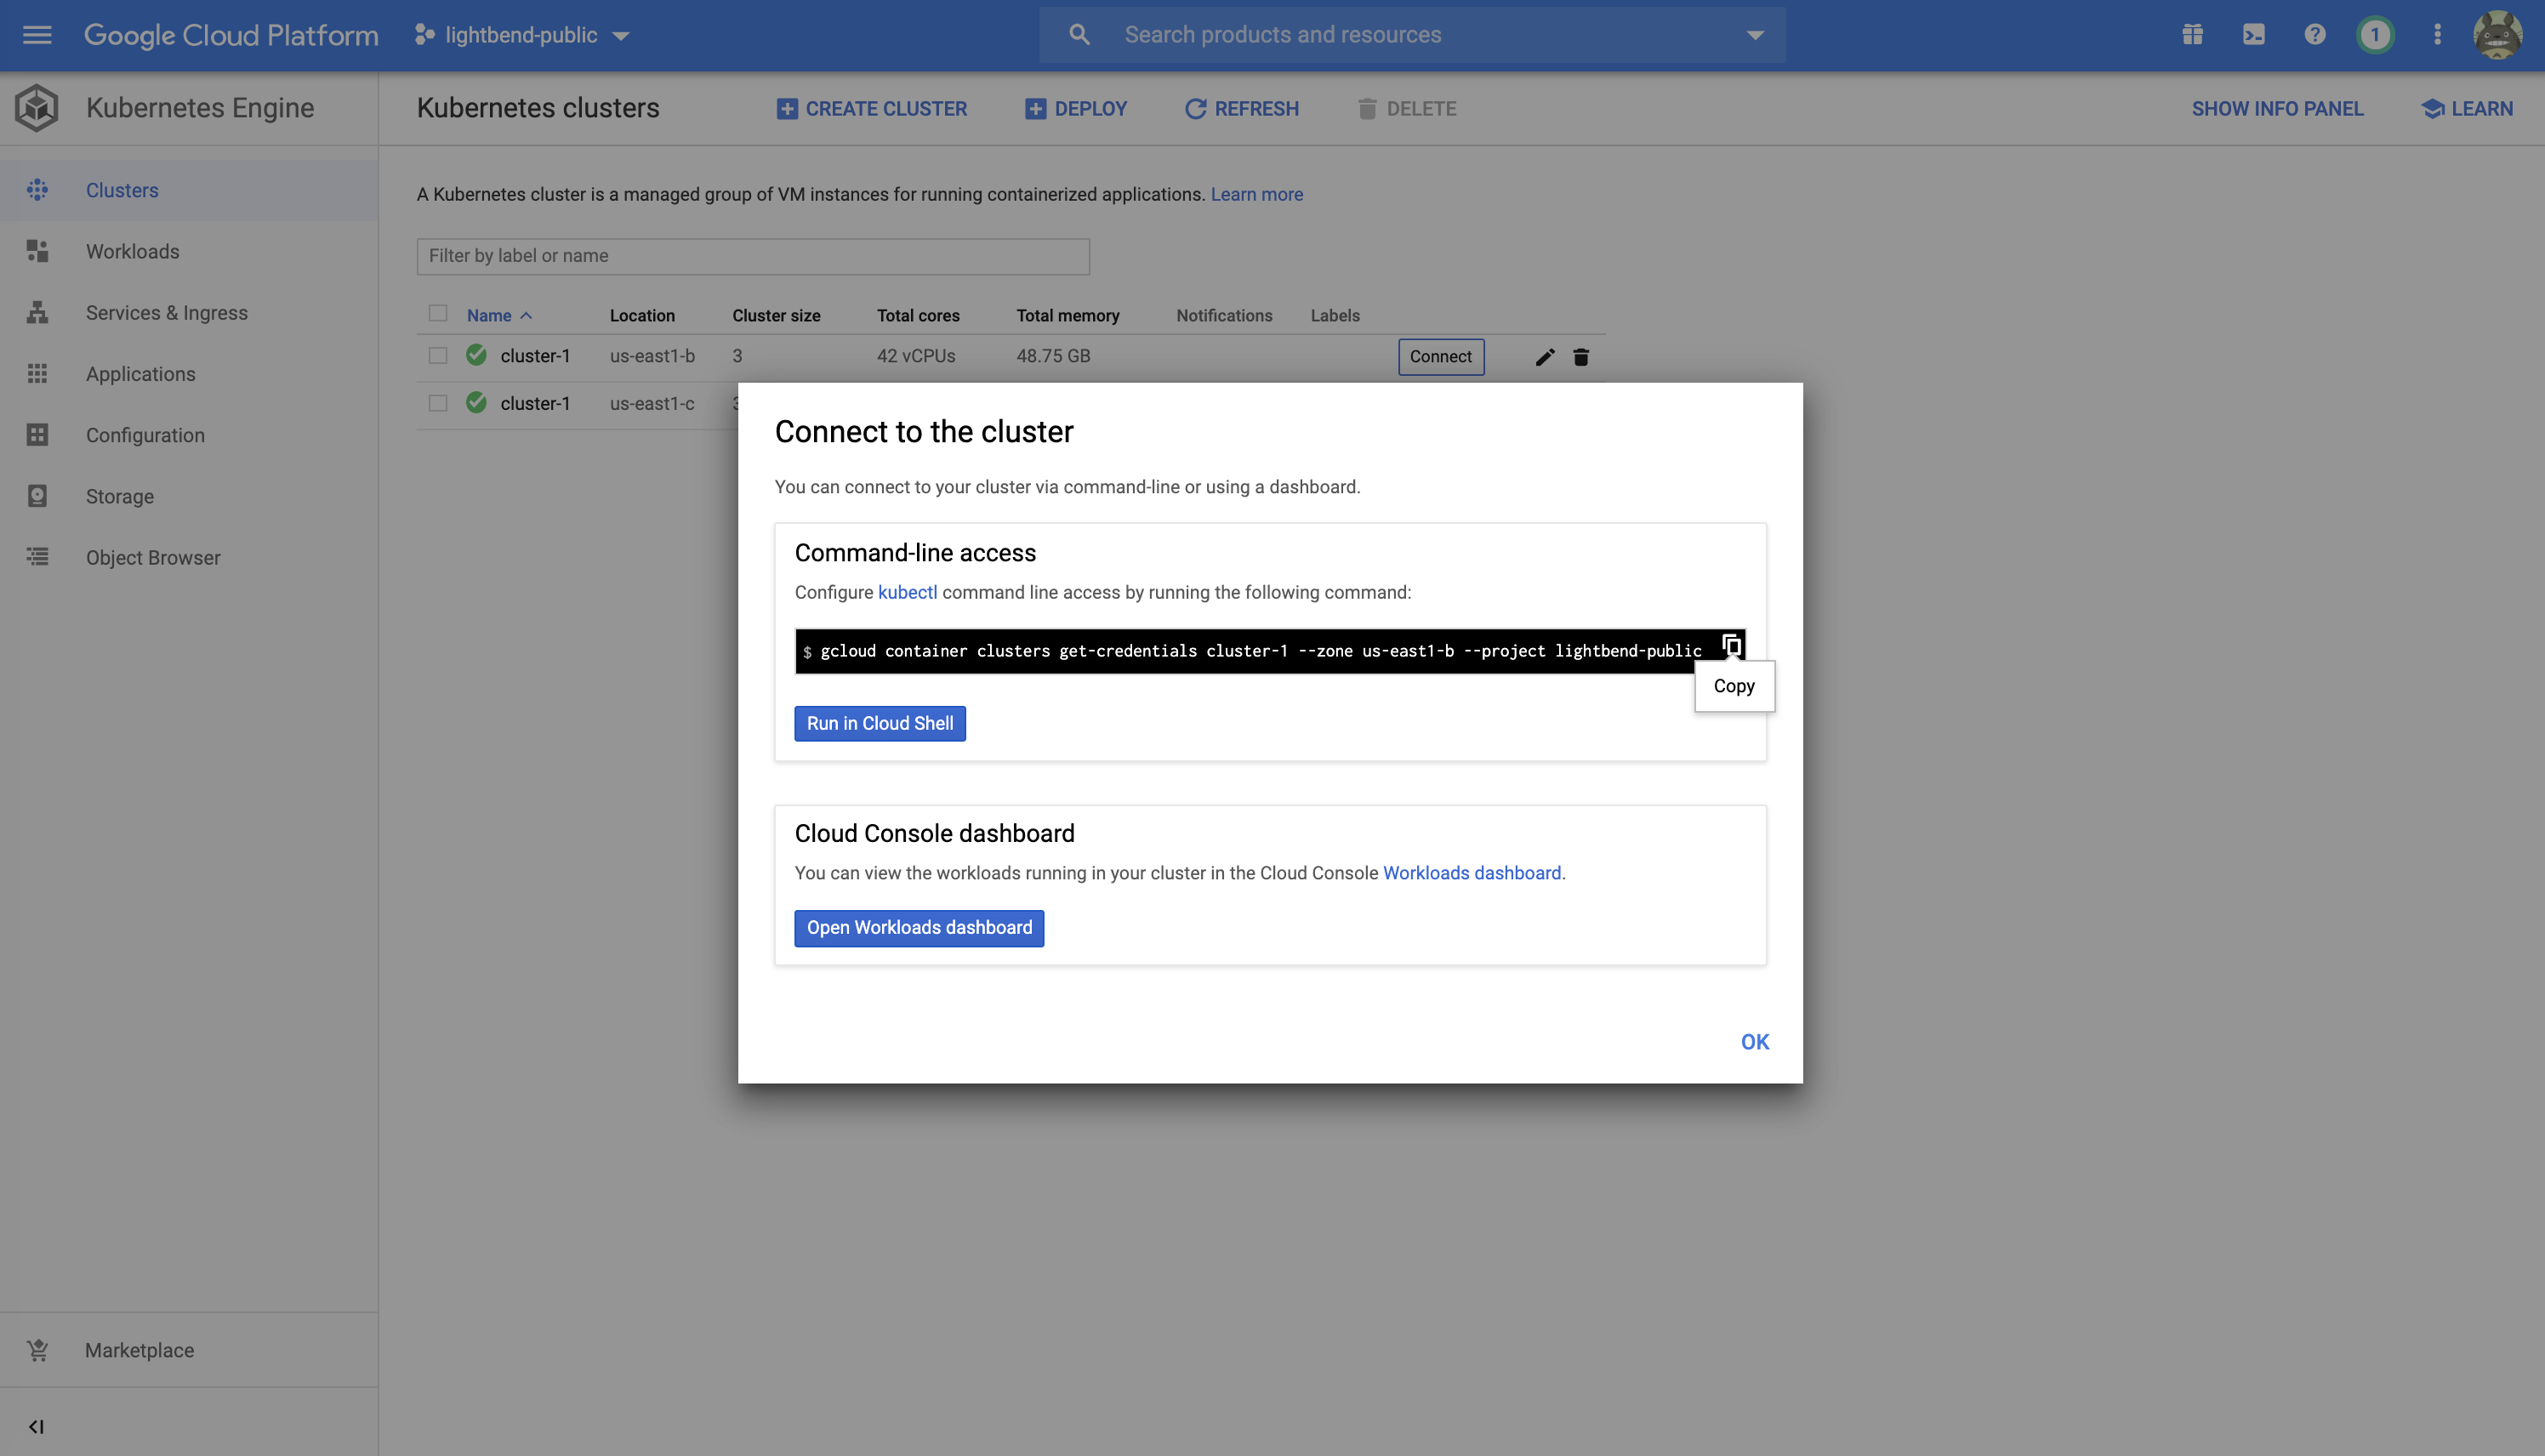 Google Cloud Platform
lightbend-public
Search products and resources
1
Kubernetes Engine
Kubernetes clusters
CREATE CLUSTER
DEPLOY
REFRESH
DELETE
SHOW INFO PANEL
LEARN
Clusters
Workloads
Services & Ingress
Applications
Configuration
Storage
Object Browser
Marketplace
A Kubernetes cluster is a managed group of VM instances for running containerized applications. Learn more
Filter by label or name
Name Location Cluster size Total cores Total memory Notifications Labels
cluster-1 us-east1-b 3 42 vCPUs 48.75 GB Connect
cluster-1 us-east1-c
Connect to the cluster
You can connect to your cluster via command-line or using a dashboard.
Command-line access
Configure kubectl command line access by running the following command:
$ gcloud container clusters get-credentials cluster-1 --zone us-east1-b --project lightbend-public
Copy
Run in Cloud Shell
Cloud Console dashboard
You can view the workloads running in your cluster in the Cloud Console Workloads dashboard.
Open Workloads dashboard
OK